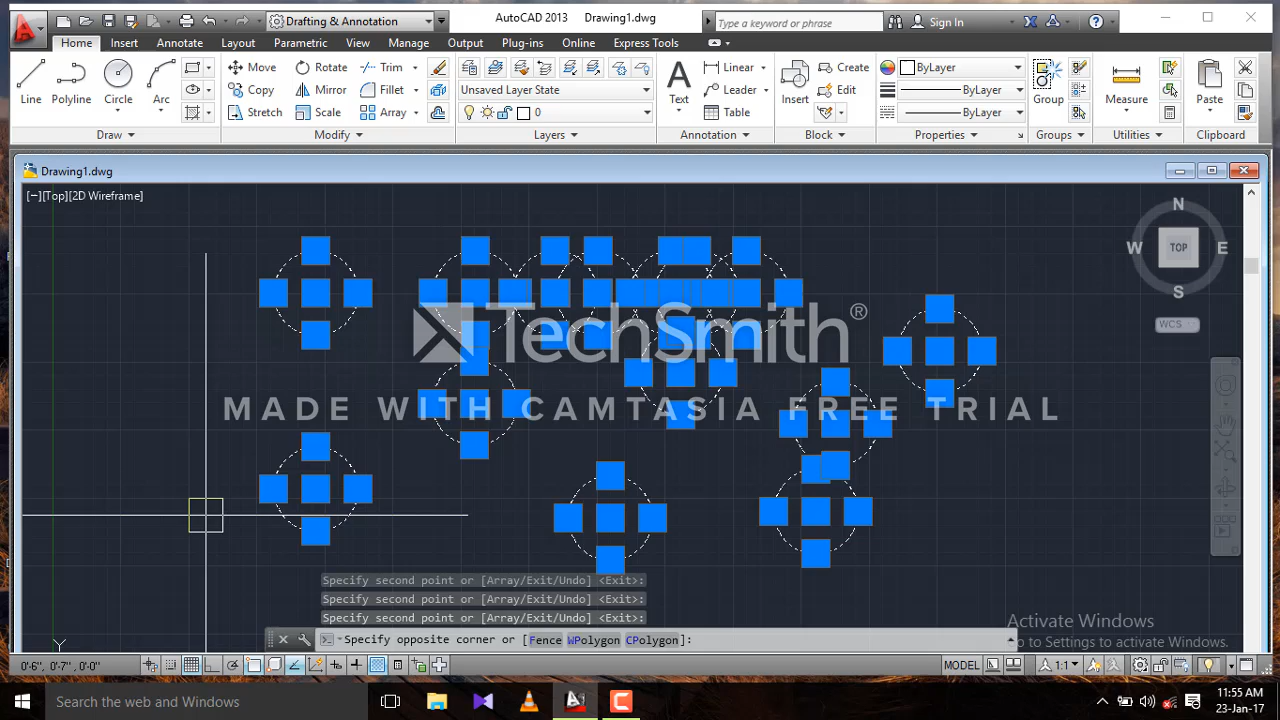 Drafting & Annotation
AutoCAD 2013 Drawing1.dwg
Type a keyword or phrase
Sign In
Home Insert Annotate Layout Parametric View Manage Output Plug-ins Online Express Tools
Line Polyline Circle Arc
Move Rotate Trim
Copy Mirror Fillet
Stretch Scale Array
Unsaved Layer State
0
Text
Linear
Leader
Table
Insert
Create
Edit
ByLayer
ByLayer
ByLayer
Group
Measure
Paste
Draw Modify Layers Annotation Block Properties Groups Utilities Clipboard
Drawing1.dwg
[−][Top][2D Wireframe]
N
W TOP E
S
WCS
TechSmith®
MADE WITH CAMTASIA FREE TRIAL
Specify second point or [Array/Exit/Undo] <Exit>:
Specify second point or [Array/Exit/Undo] <Exit>:
Specify second point or [Array/Exit/Undo] <Exit>:
Specify opposite corner or [Fence WPolygon CPolygon]:
Activate Windows
Go to Settings to activate Windows.
Y
0'6", 0'-7", 0'-0"
MODEL
1:1
Search the web and Windows
11:55 AM
23-Jan-17